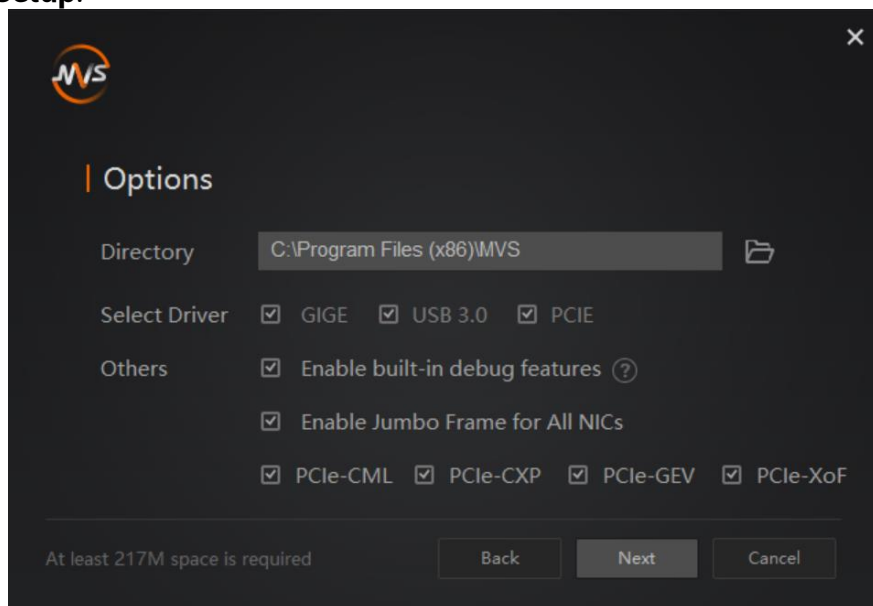 setup.
MVS
Options
Directory C:\Program Files (x86)\MVS
Select Driver GIGE USB 3.0 PCIE
Others Enable built-in debug features ?
Enable Jumbo Frame for All NICs
PCIe-CML PCIe-CXP PCIe-GEV PCIe-XoF
At least 217M space is required Back Next Cancel